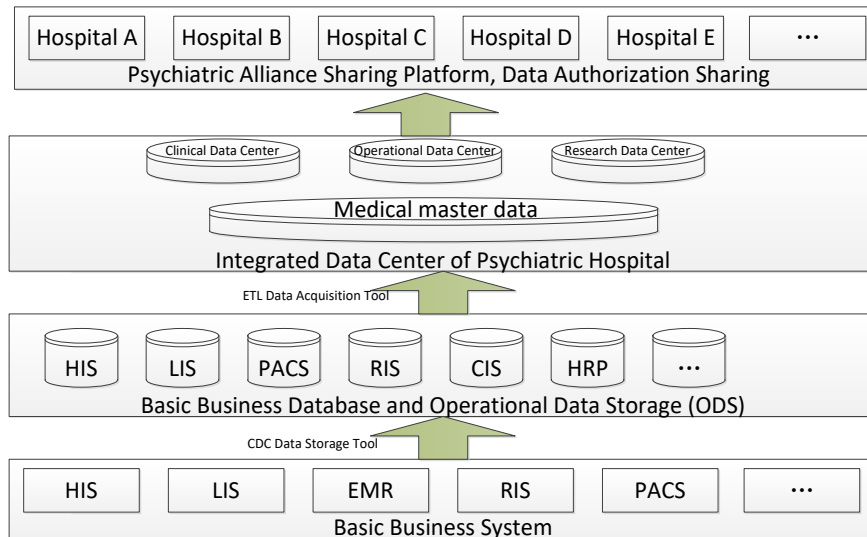 Hospital A Hospital B Hospital C Hospital D Hospital E ...
Psychiatric Alliance Sharing Platform, Data Authorization Sharing
Clinical Data Center Operational Data Center Research Data Center
Medical master data
Integrated Data Center of Psychiatric Hospital
ETL Data Acquisition Tool
HIS LIS PACS RIS CIS HRP ...
Basic Business Database and Operational Data Storage (ODS)
CDC Data Storage Tool
HIS LIS EMR RIS PACS ...
Basic Business System